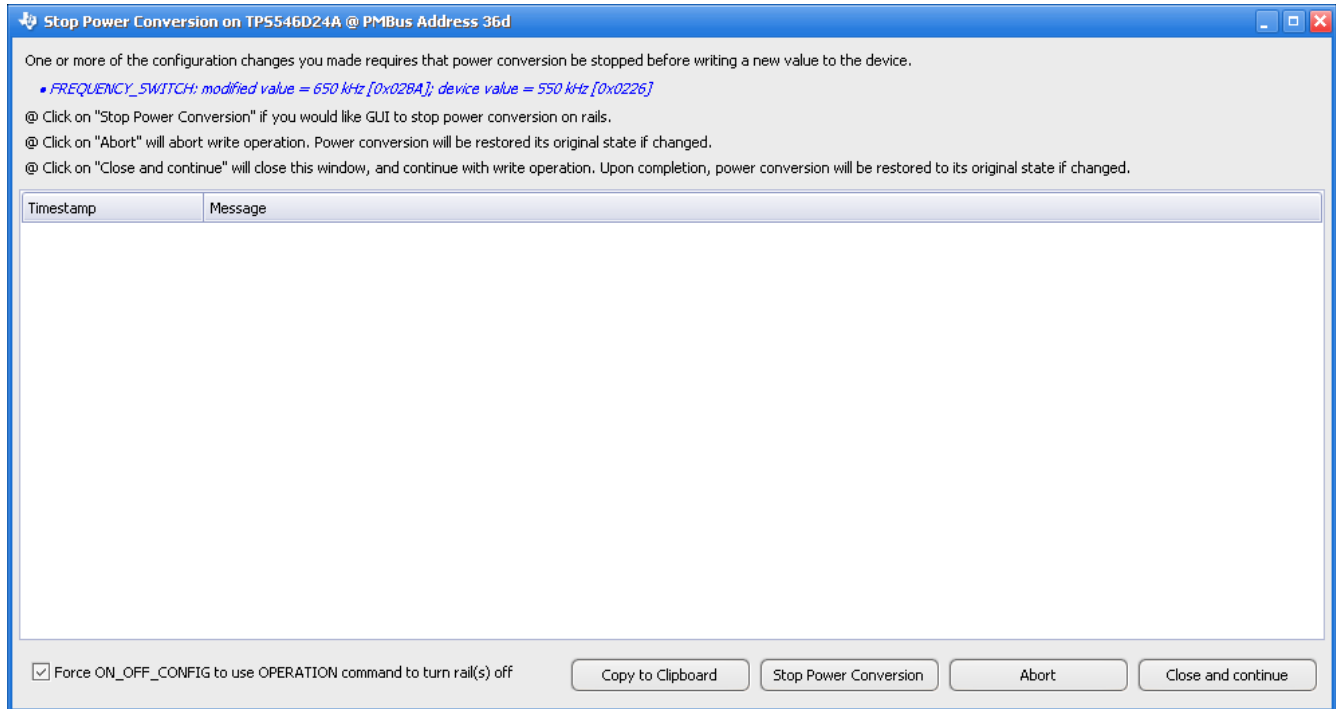 Stop Power Conversion on TPS546D24A @ PMBus Address 36d
One or more of the configuration changes you made requires that power conversion be stopped before writing a new value to the device.
• FREQUENCY_SWITCH: modified value = 650 kHz [0x028A]; device value = 550 kHz [0x0226]
@ Click on "Stop Power Conversion" if you would like GUI to stop power conversion on rails.
@ Click on "Abort" will abort write operation. Power conversion will be restored its original state if changed.
@ Click on "Close and continue" will close this window, and continue with write operation. Upon completion, power conversion will be restored to its original state if changed.
Timestamp Message
Force ON_OFF_CONFIG to use OPERATION command to turn rail(s) off Copy to Clipboard Stop Power Conversion Abort Close and continue